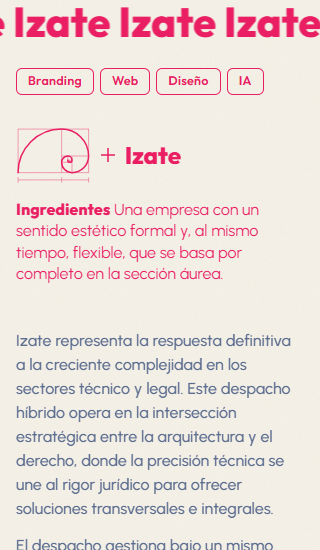 e Izate Izate Izate
Branding Web Diseño IA
+ Izate
Ingredientes Una empresa con un
sentido estético formal y, al mismo
tiempo, flexible, que se basa por
completo en la sección áurea.
Izate representa la respuesta definitiva
a la creciente complejidad en los
sectores técnico y legal. Este despacho
híbrido opera en la intersección
estratégica entre la arquitectura y el
derecho, donde la precisión técnica se
une al rigor jurídico para ofrecer
soluciones transversales e integrales.
El despacho gestiona bajo un mismo